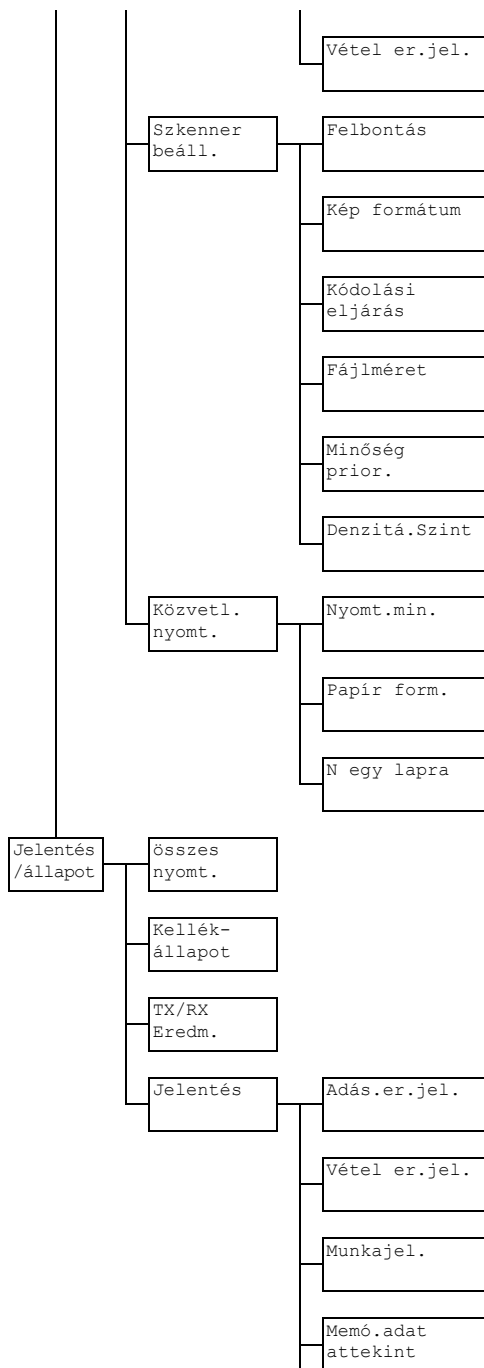 Vétel er.jel.
Szkenner
beáll.
Felbontás
Kép formátum
Kódolási
eljárás
Fájlméret
Minőség
prior.
Denzitá.Szint
Közvetl.
nyomt.
Nyomt.min.
Papír form.
N egy lapra
Jelentés
/állapot
összes
nyomt.
Kellék-
állapot
TX/RX
Eredm.
Jelentés
Adás.er.jel.
Vétel er.jel.
Munkajel.
Memó.adat
attekint